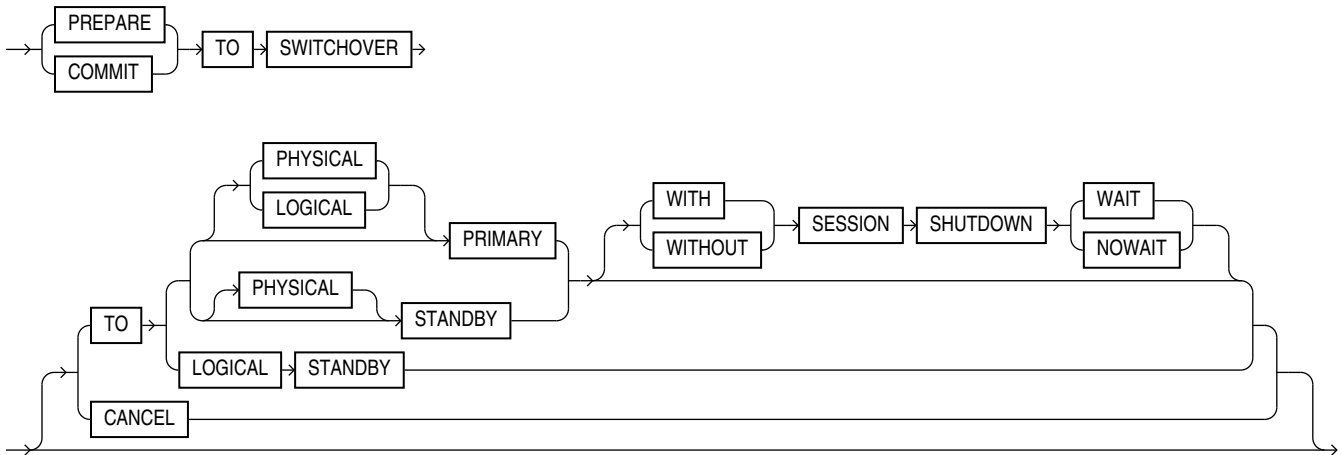 PREPARE
COMMIT
TO SWITCHOVER
PHYSICAL
LOGICAL
PRIMARY
PHYSICAL
STANDBY
WITH
WITHOUT
SESSION SHUTDOWN
WAIT
NOWAIT
TO
LOGICAL STANDBY
CANCEL